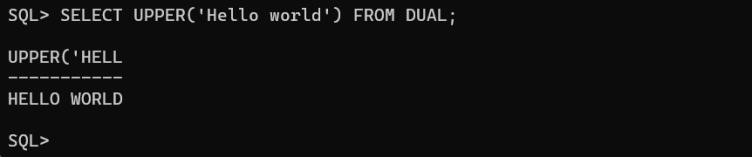 SQL> SELECT UPPER('Hello world') FROM DUAL;
UPPER('HELL
-----------
HELLO WORLD
SQL>